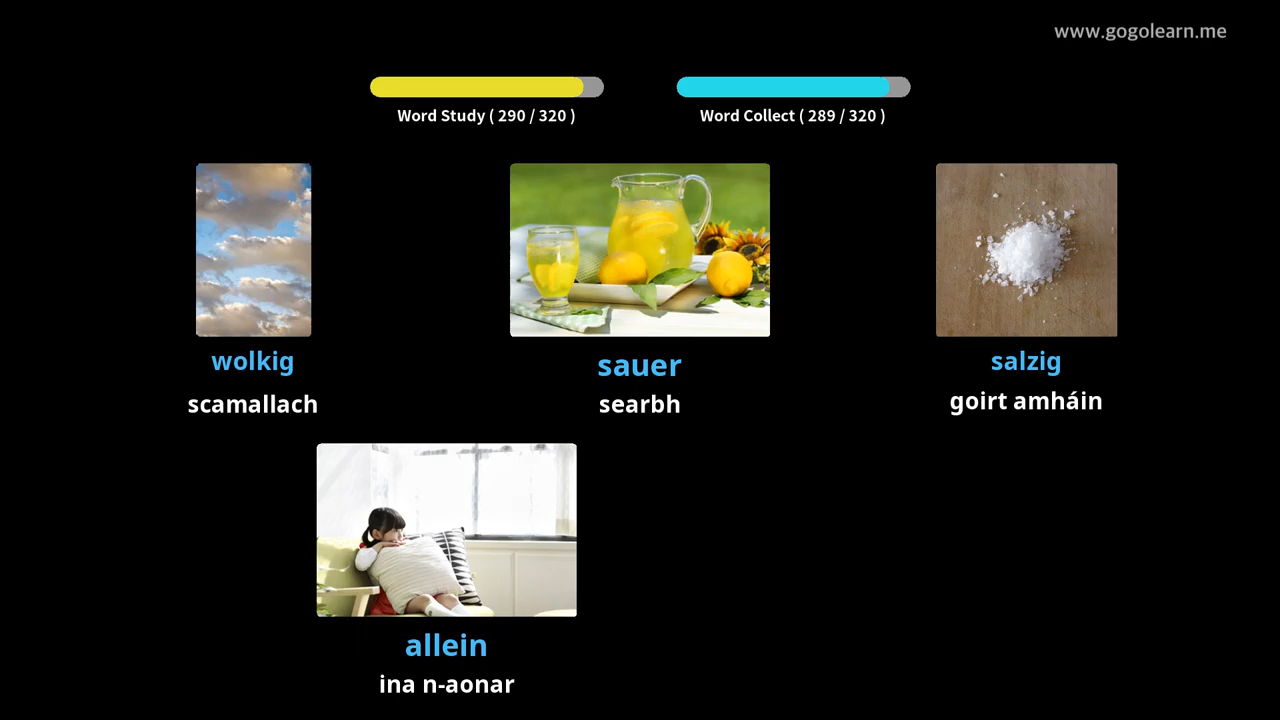 www.gogolearn.me
Word Study ( 290 / 320 )
Word Collect ( 289 / 320 )
wolkig
scamallach
sauer
searbh
salzig
goirt amháin
allein
ina n-aonar